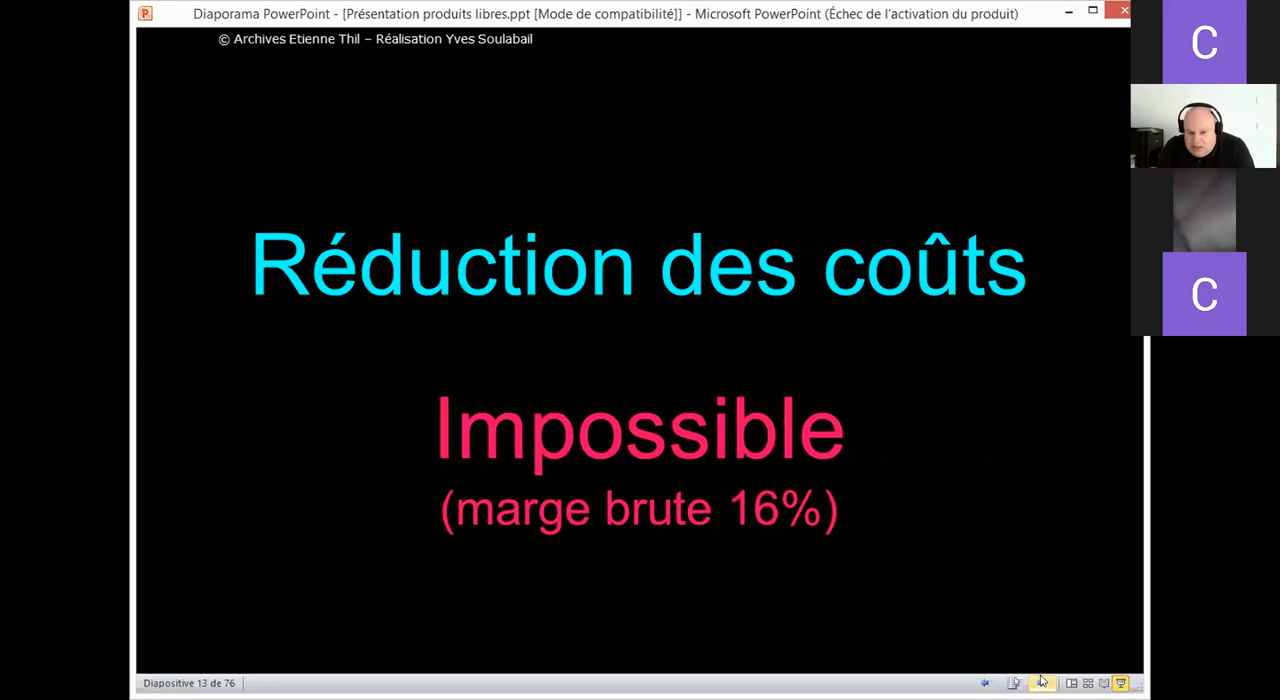 Diaporama PowerPoint - [Présentation produits libres.ppt [Mode de compatibilité]] - Microsoft PowerPoint (Échec de l'activation du produit)
© Archives Etienne Thil – Réalisation Yves Soulabail
C
Réduction des coûts
C
Impossible
(marge brute 16%)
Diapositive 13 de 76